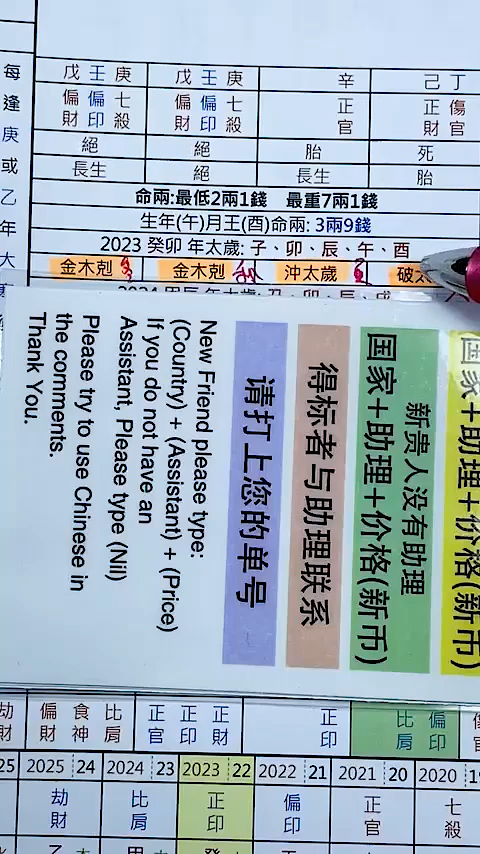 每逢庚或乙年大
戊 壬 庚 戊 壬 庚 辛 己 丁
偏 偏 七 偏 偏 七 正 正 傷
財 印 殺 財 印 殺 官 財 官
絕 絕 胎 死
長生 絕 長生 胎
命兩:最低2兩1錢 最重7兩1錢
生年(午)月王(酉)命兩: 3兩9錢
2023 癸卯 年太歲: 子、卯、辰、午、酉
金木剋 金木剋 沖太歲 破太
国家+助理+价格(新币)
新贵人没有助理
国家+助理+价格(新币)
得标者与助理联系
请打上您的单号
New Friend please type:
(Country) + (Assistant) + (Price)
If you do not have an
Assistant, Please type (Nil)
Please try to use Chinese in
the comments.
Thank You.
劫 偏 食 比 正 正 正 正 比 偏
財 財 神 肩 官 印 財 印 肩 印
25 2025 24 2024 23 2023 22 2022 21 2021 20 2020
劫 比 正 偏 正 七
財 肩 印 印 官 殺